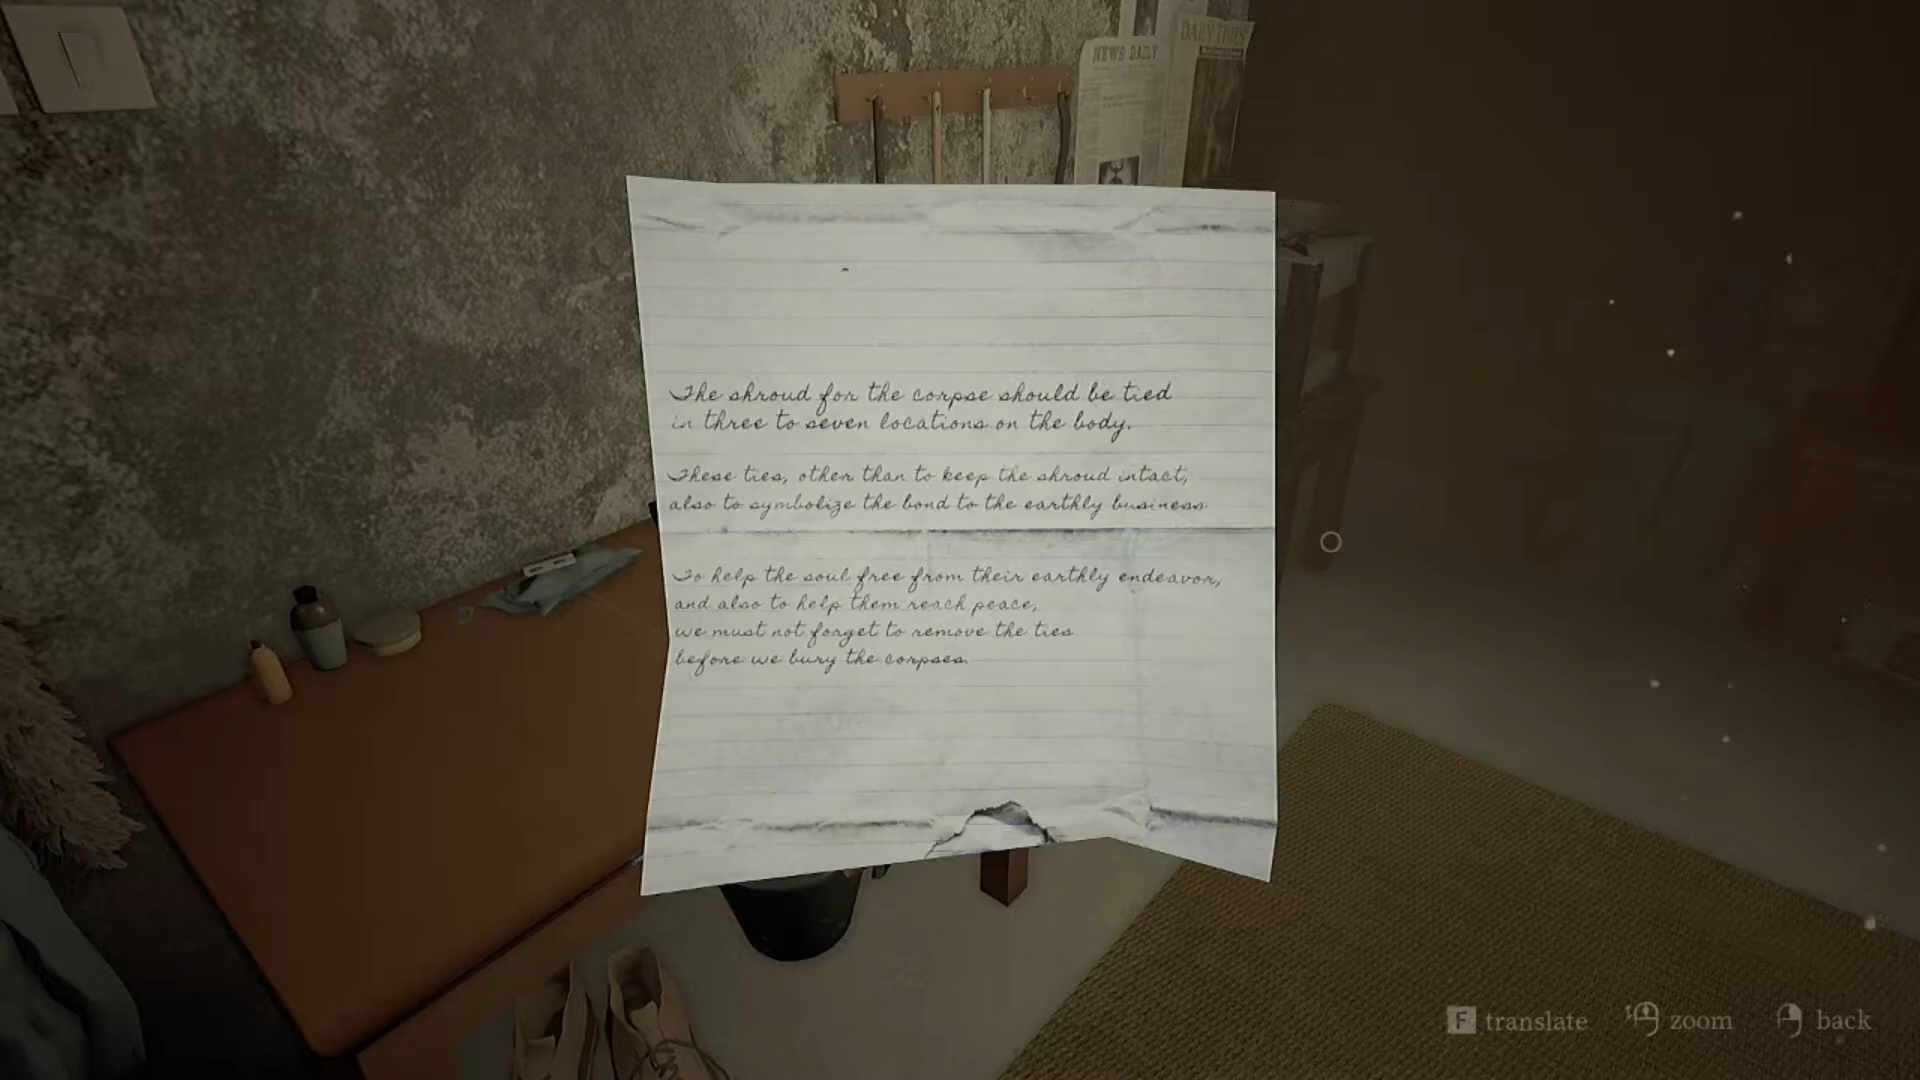 NEWS DAILY
DAILY TIMES
The shroud for the corpse should be tied
in three to seven locations on the body.
These ties, other than to keep the shroud intact,
also to symbolize the bond to the earthly business
To help the soul free from their earthly endeavor,
and also to help them reach peace,
we must not forget to remove the ties
before we bury the corpses.
F translate zoom back